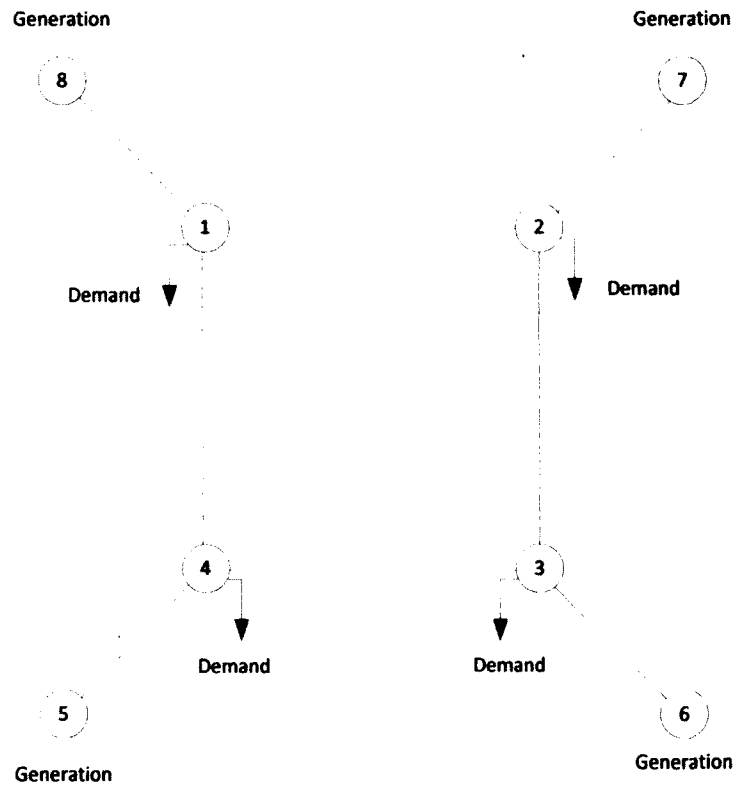 Generation
Generation
8
7
1
2
Demand
Demand
4
3
Demand
Demand
5
6
Generation
Generation